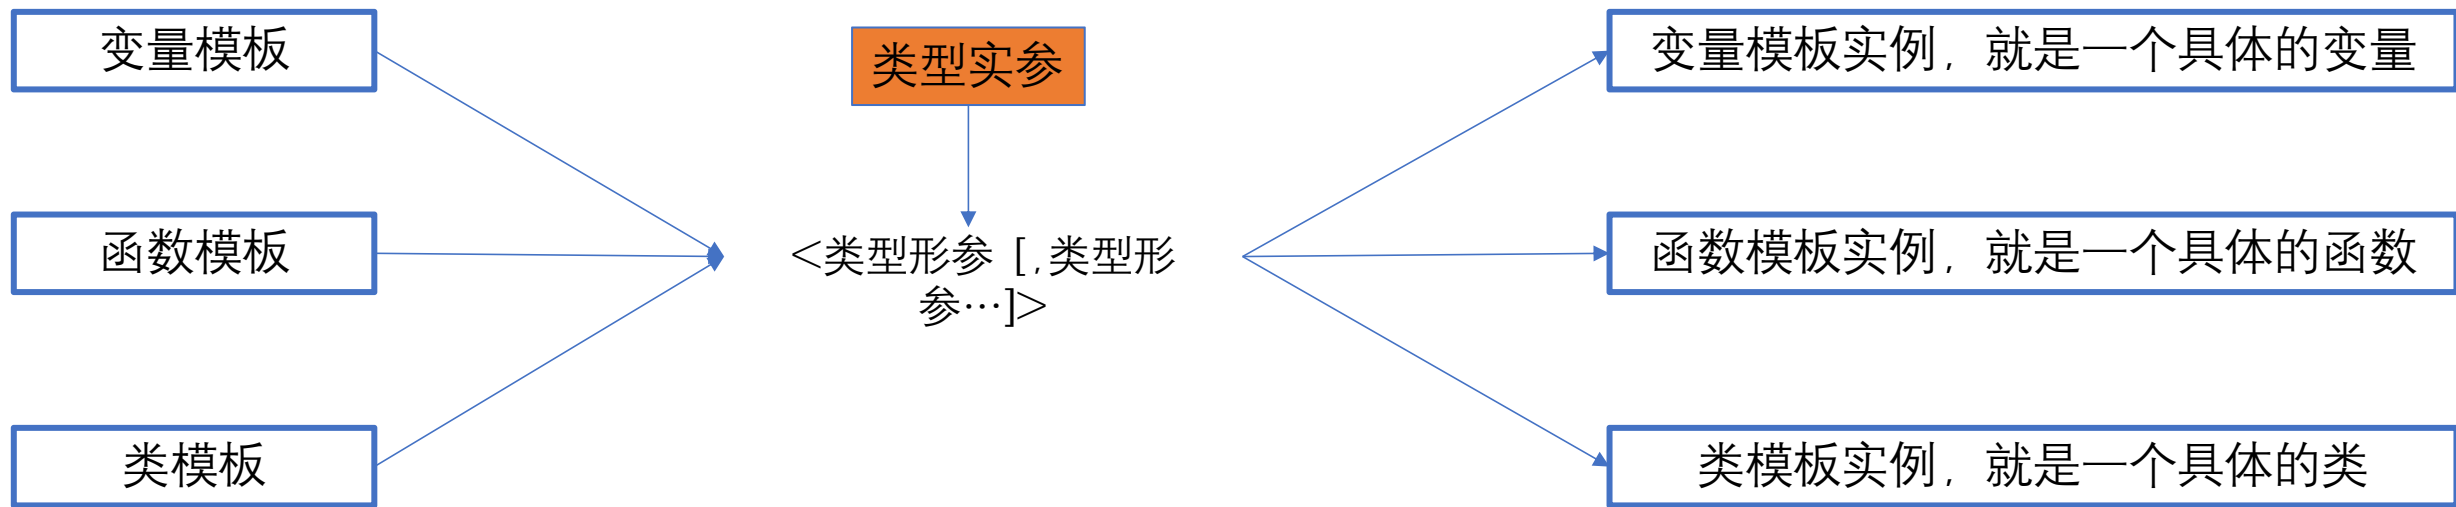 变量模板
类型实参
变量模板实例，就是一个具体的变量
函数模板
<类型形参 [,类型形
参…]>
函数模板实例，就是一个具体的函数
类模板
类模板实例，就是一个具体的类